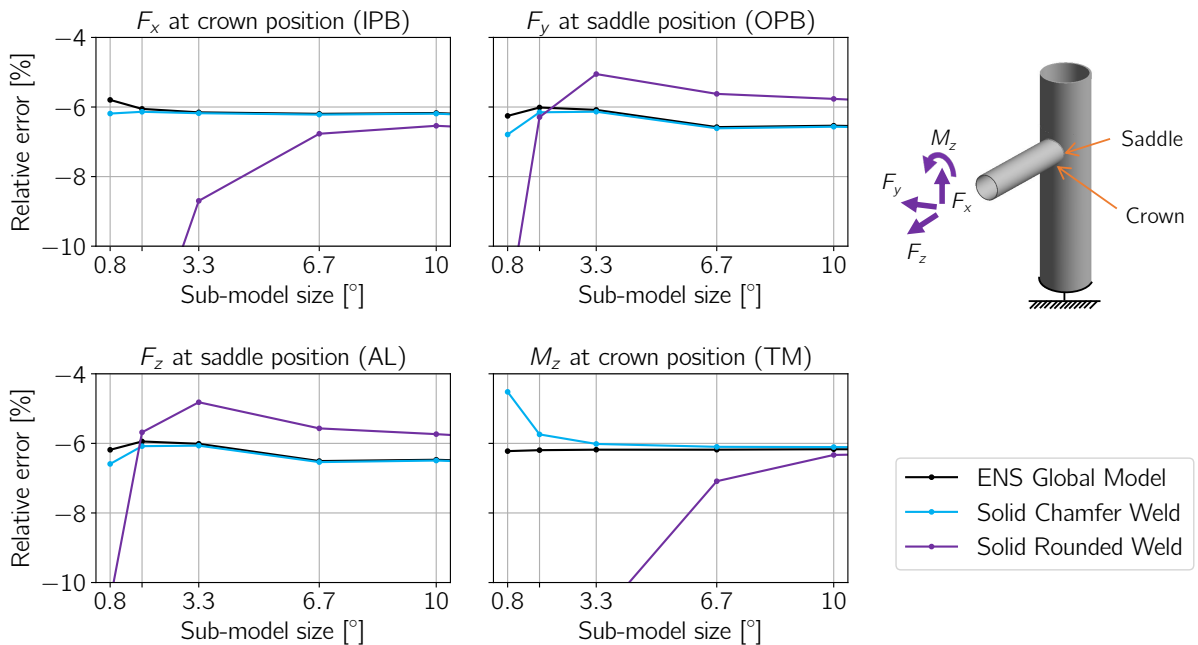 F_x at crown position (IPB)
Relative error [%]
−4
−6
−8
−10
0.8
3.3
6.7
10
Sub-model size [°]
F_y at saddle position (OPB)
0.8
3.3
6.7
10
Sub-model size [°]
M_z
F_y
F_x
F_z
Saddle
Crown
F_z at saddle position (AL)
Relative error [%]
−4
−6
−8
−10
0.8
3.3
6.7
10
Sub-model size [°]
M_z at crown position (TM)
0.8
3.3
6.7
10
Sub-model size [°]
ENS Global Model
Solid Chamfer Weld
Solid Rounded Weld